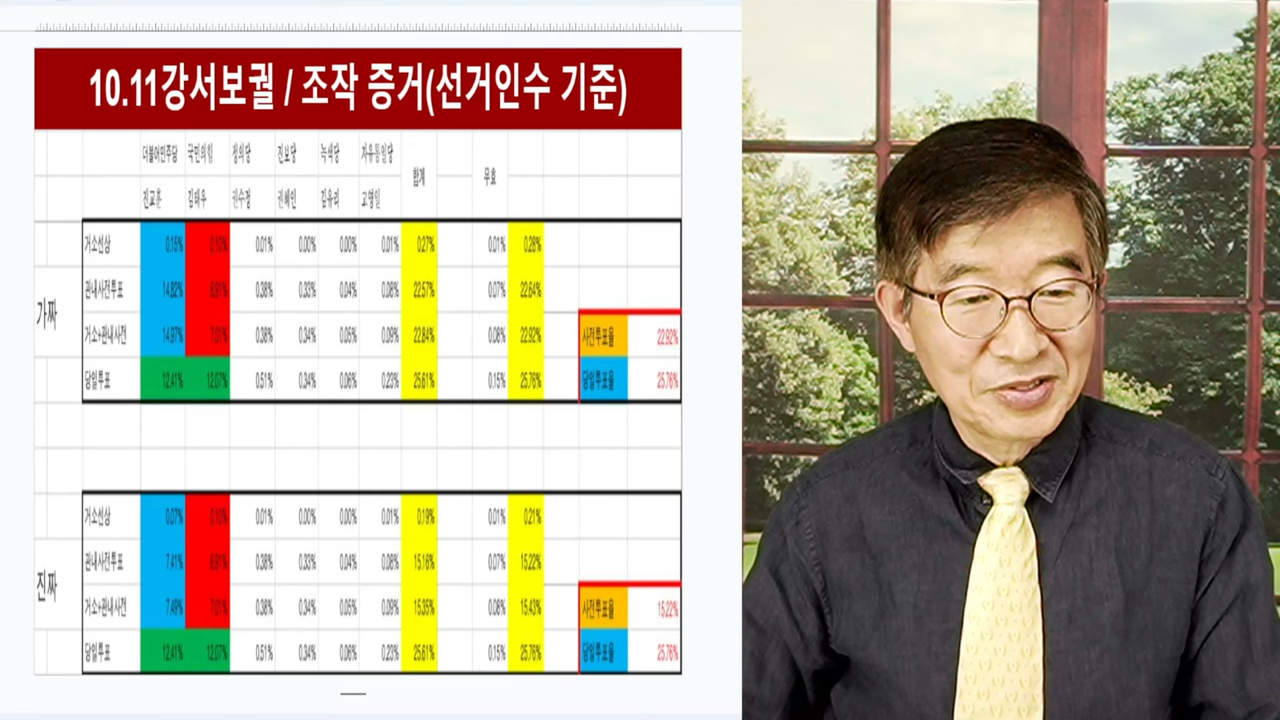 10.11강서보궐 / 조작 증거(선거인수 기준)
더불어민주당 국민의힘 정의당 진보당 녹색당 자유통일당 합계 무효
진교훈 김태우 권수정 권혜인 김유리 고영일
가짜
거소선상 0.15% 0.10% 0.01% 0.00% 0.00% 0.01% 0.27% 0.01% 0.28%
관내사전투표 14.82% 6.91% 0.38% 0.33% 0.04% 0.08% 22.57% 0.07% 22.64%
거소+관내사전 14.97% 7.01% 0.38% 0.34% 0.05% 0.09% 22.84% 0.08% 22.92% 사전투표율 22.92%
당일투표 12.41% 12.07% 0.51% 0.34% 0.06% 0.23% 25.61% 0.15% 25.76% 당일투표율 25.76%
진짜
거소선상 0.07% 0.10% 0.01% 0.00% 0.00% 0.01% 0.19% 0.01% 0.21%
관내사전투표 7.41% 6.91% 0.38% 0.33% 0.04% 0.08% 15.16% 0.07% 15.22%
거소+관내사전 7.49% 7.01% 0.38% 0.34% 0.05% 0.09% 15.35% 0.08% 15.43% 사전투표율 15.22%
당일투표 12.41% 12.07% 0.51% 0.34% 0.06% 0.23% 25.61% 0.15% 25.76% 당일투표율 25.76%